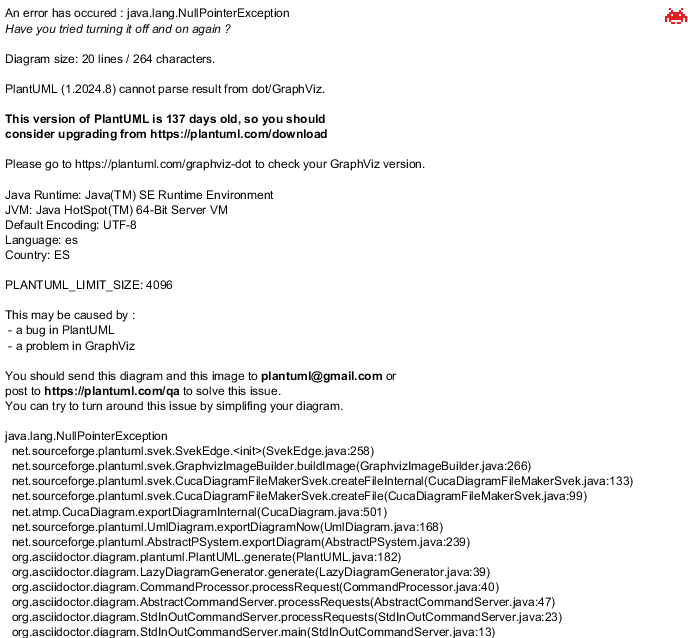 An error has occured : java.lang.NullPointerException
Have you tried turning it off and on again ?
Diagram size: 20 lines / 264 characters.
PlantUML (1.2024.8) cannot parse result from dot/GraphViz.
This version of PlantUML is 137 days old, so you should
consider upgrading from https://plantuml.com/download
Please go to https://plantuml.com/graphviz-dot to check your GraphViz version.
Java Runtime: Java(TM) SE Runtime Environment
JVM: Java HotSpot(TM) 64-Bit Server VM
Default Encoding: UTF-8
Language: es
Country: ES
PLANTUML_LIMIT_SIZE: 4096
This may be caused by :
- a bug in PlantUML
- a problem in GraphViz
You should send this diagram and this image to plantuml@gmail.com or
post to https://plantuml.com/qa to solve this issue.
You can try to turn around this issue by simplifing your diagram.
java.lang.NullPointerException
net.sourceforge.plantuml.svek.SvekEdge.<init>(SvekEdge.java:258)
net.sourceforge.plantuml.svek.GraphvizImageBuilder.buildImage(GraphvizImageBuilder.java:266)
net.sourceforge.plantuml.svek.CucaDiagramFileMakerSvek.createFileInternal(CucaDiagramFileMakerSvek.java:133)
net.sourceforge.plantuml.svek.CucaDiagramFileMakerSvek.createFile(CucaDiagramFileMakerSvek.java:99)
net.atmp.CucaDiagram.exportDiagramInternal(CucaDiagram.java:501)
net.sourceforge.plantuml.UmlDiagram.exportDiagramNow(UmlDiagram.java:168)
net.sourceforge.plantuml.AbstractPSystem.exportDiagram(AbstractPSystem.java:239)
org.asciidoctor.diagram.plantuml.PlantUML.generate(PlantUML.java:182)
org.asciidoctor.diagram.LazyDiagramGenerator.generate(LazyDiagramGenerator.java:39)
org.asciidoctor.diagram.CommandProcessor.processRequest(CommandProcessor.java:40)
org.asciidoctor.diagram.AbstractCommandServer.processRequests(AbstractCommandServer.java:47)
org.asciidoctor.diagram.StdInOutCommandServer.processRequests(StdInOutCommandServer.java:23)
org.asciidoctor.diagram.StdInOutCommandServer.main(StdInOutCommandServer.java:13)